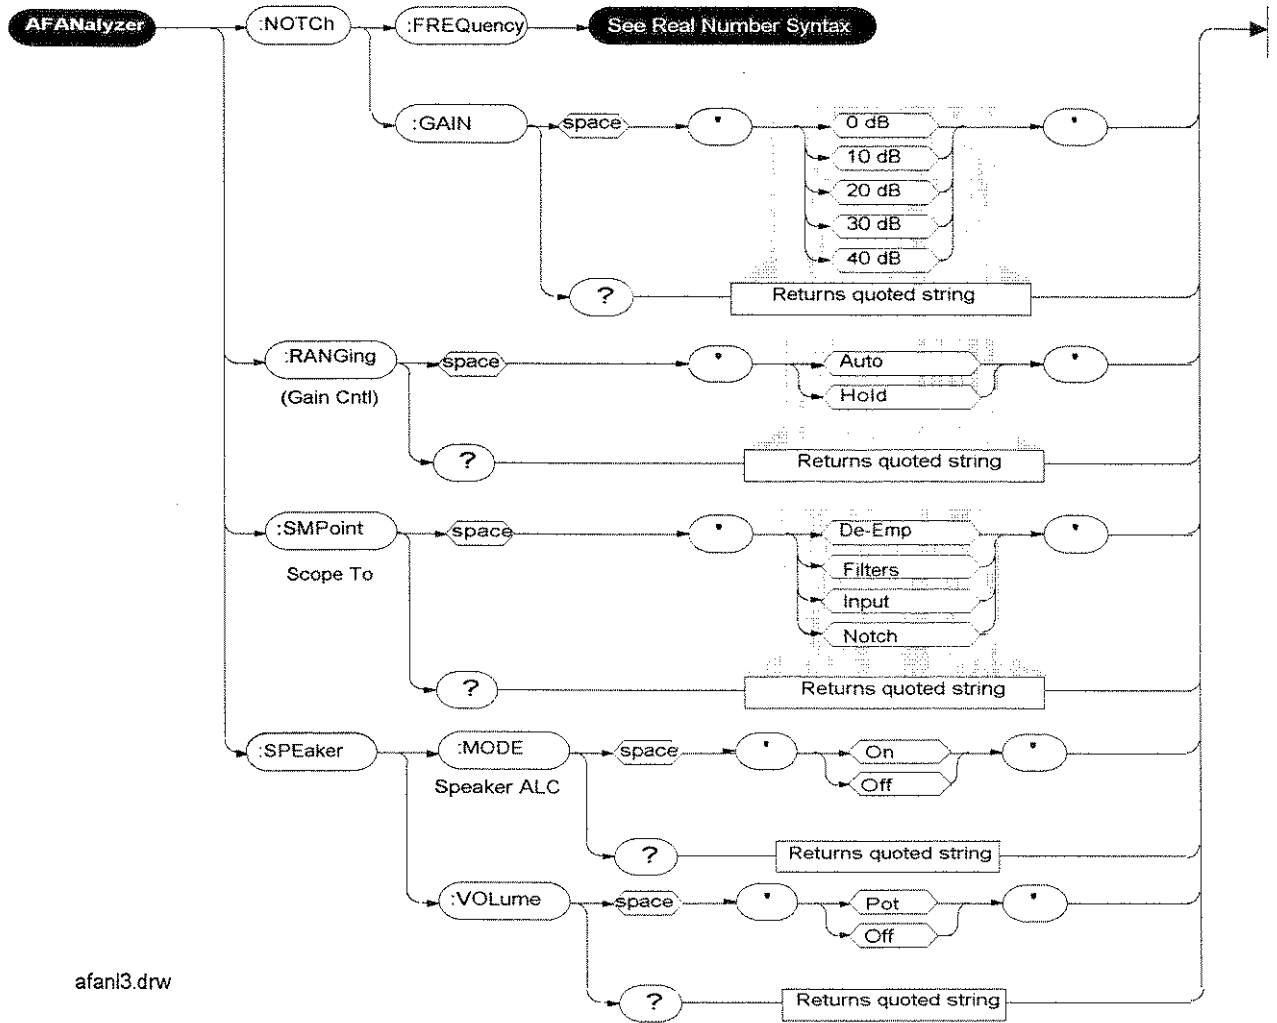 AFANalyzer
:NOTCh
:FREQuency
See Real Number Syntax
:GAIN
space
"
0 dB
"
10 dB
20 dB
30 dB
40 dB
?
Returns quoted string
:RANGing
space
"
Auto
"
(Gain Cntl)
Hold
?
Returns quoted string
:SMPoint
space
"
De-Emp
"
Scope To
Filters
Input
Notch
?
Returns quoted string
:SPEaker
:MODE
space
"
On
"
Speaker ALC
Off
?
Returns quoted string
:VOLume
space
"
Pot
"
Off
?
Returns quoted string
afanl3.drw